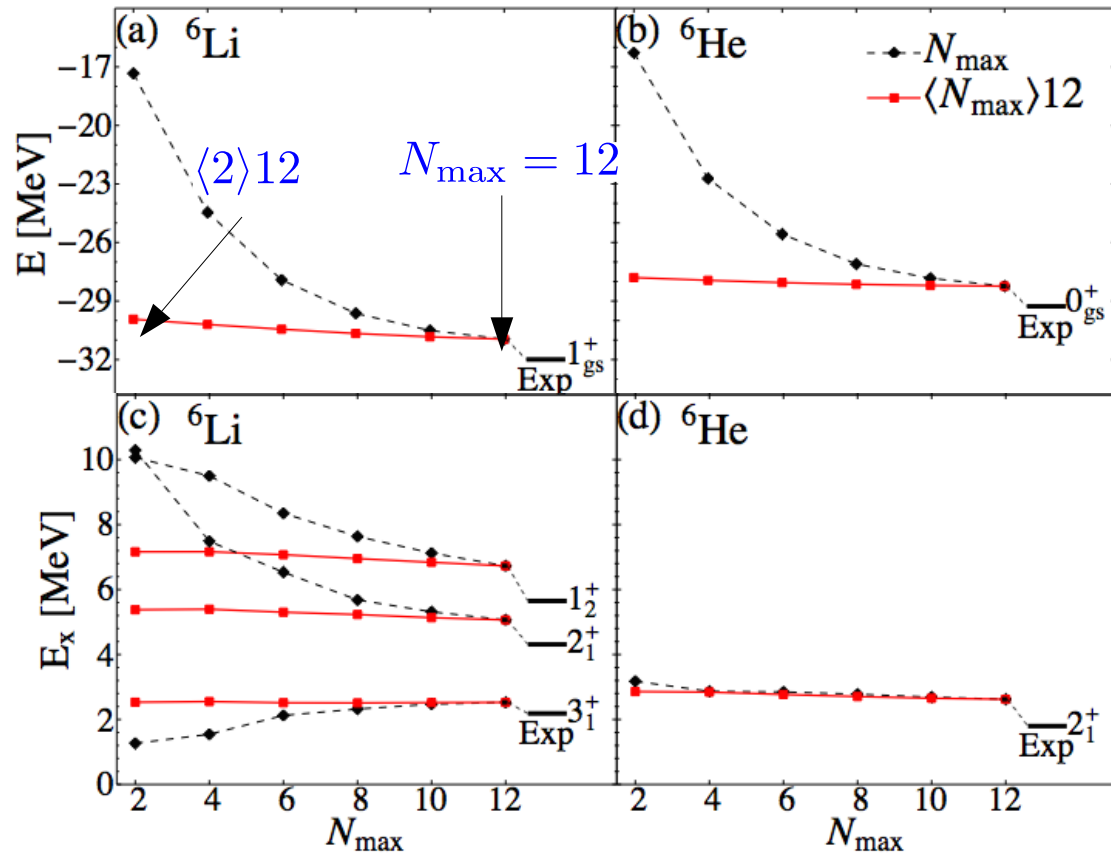 (a) ⁶Li
E [MeV]
−17
−20
−23
−26
−29
−32
⟨2⟩12
N_max = 12
1⁺_gs
Exp
(b) ⁶He
N_max
⟨N_max⟩12
0⁺_gs
Exp
(c) ⁶Li
E_x [MeV]
10
8
6
4
2
0
1⁺_2
2⁺_1
3⁺_1
Exp
2 4 6 8 10 12
N_max
(d) ⁶He
2⁺_1
Exp
2 4 6 8 10 12
N_max